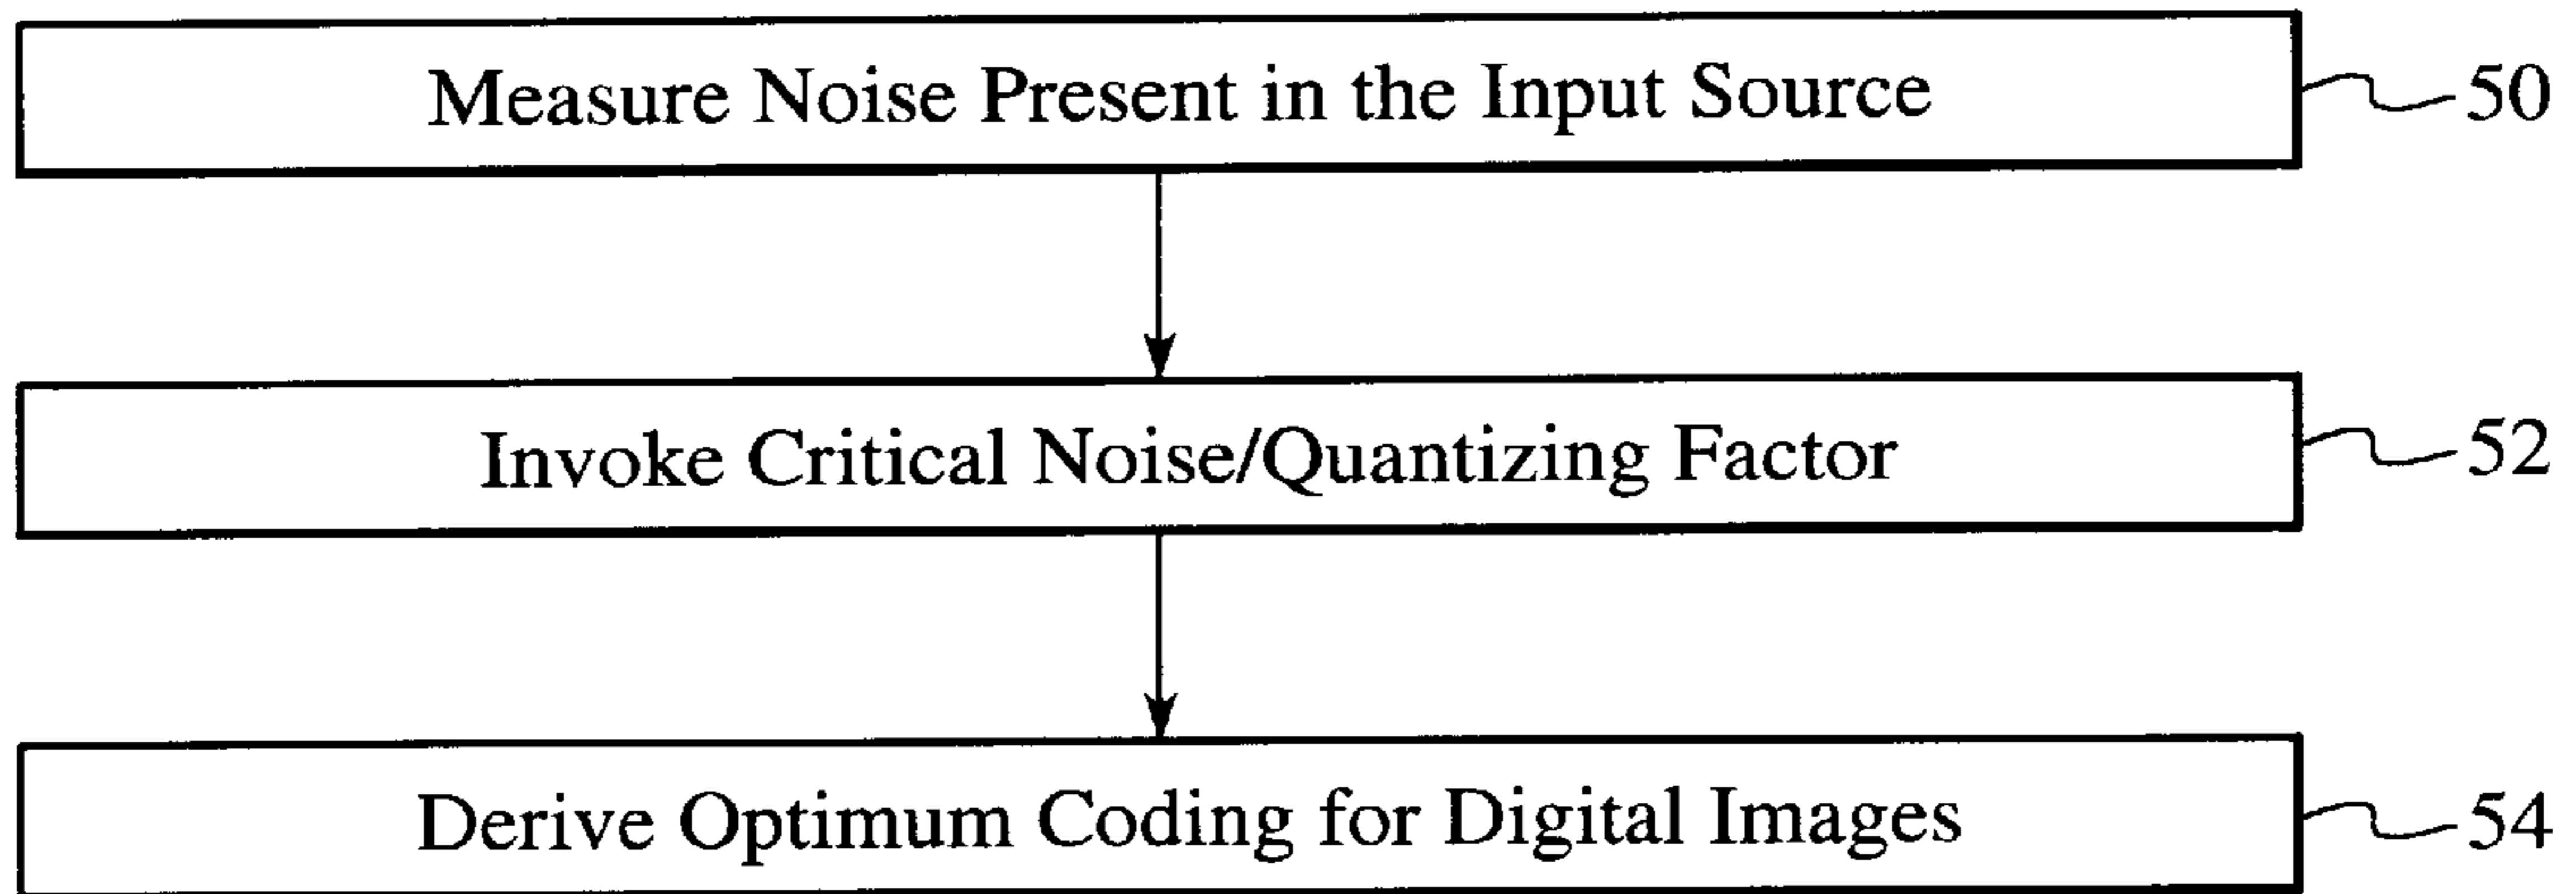 Measure Noise Present in the Input Source
50
Invoke Critical Noise/Quantizing Factor
52
Derive Optimum Coding for Digital Images
54